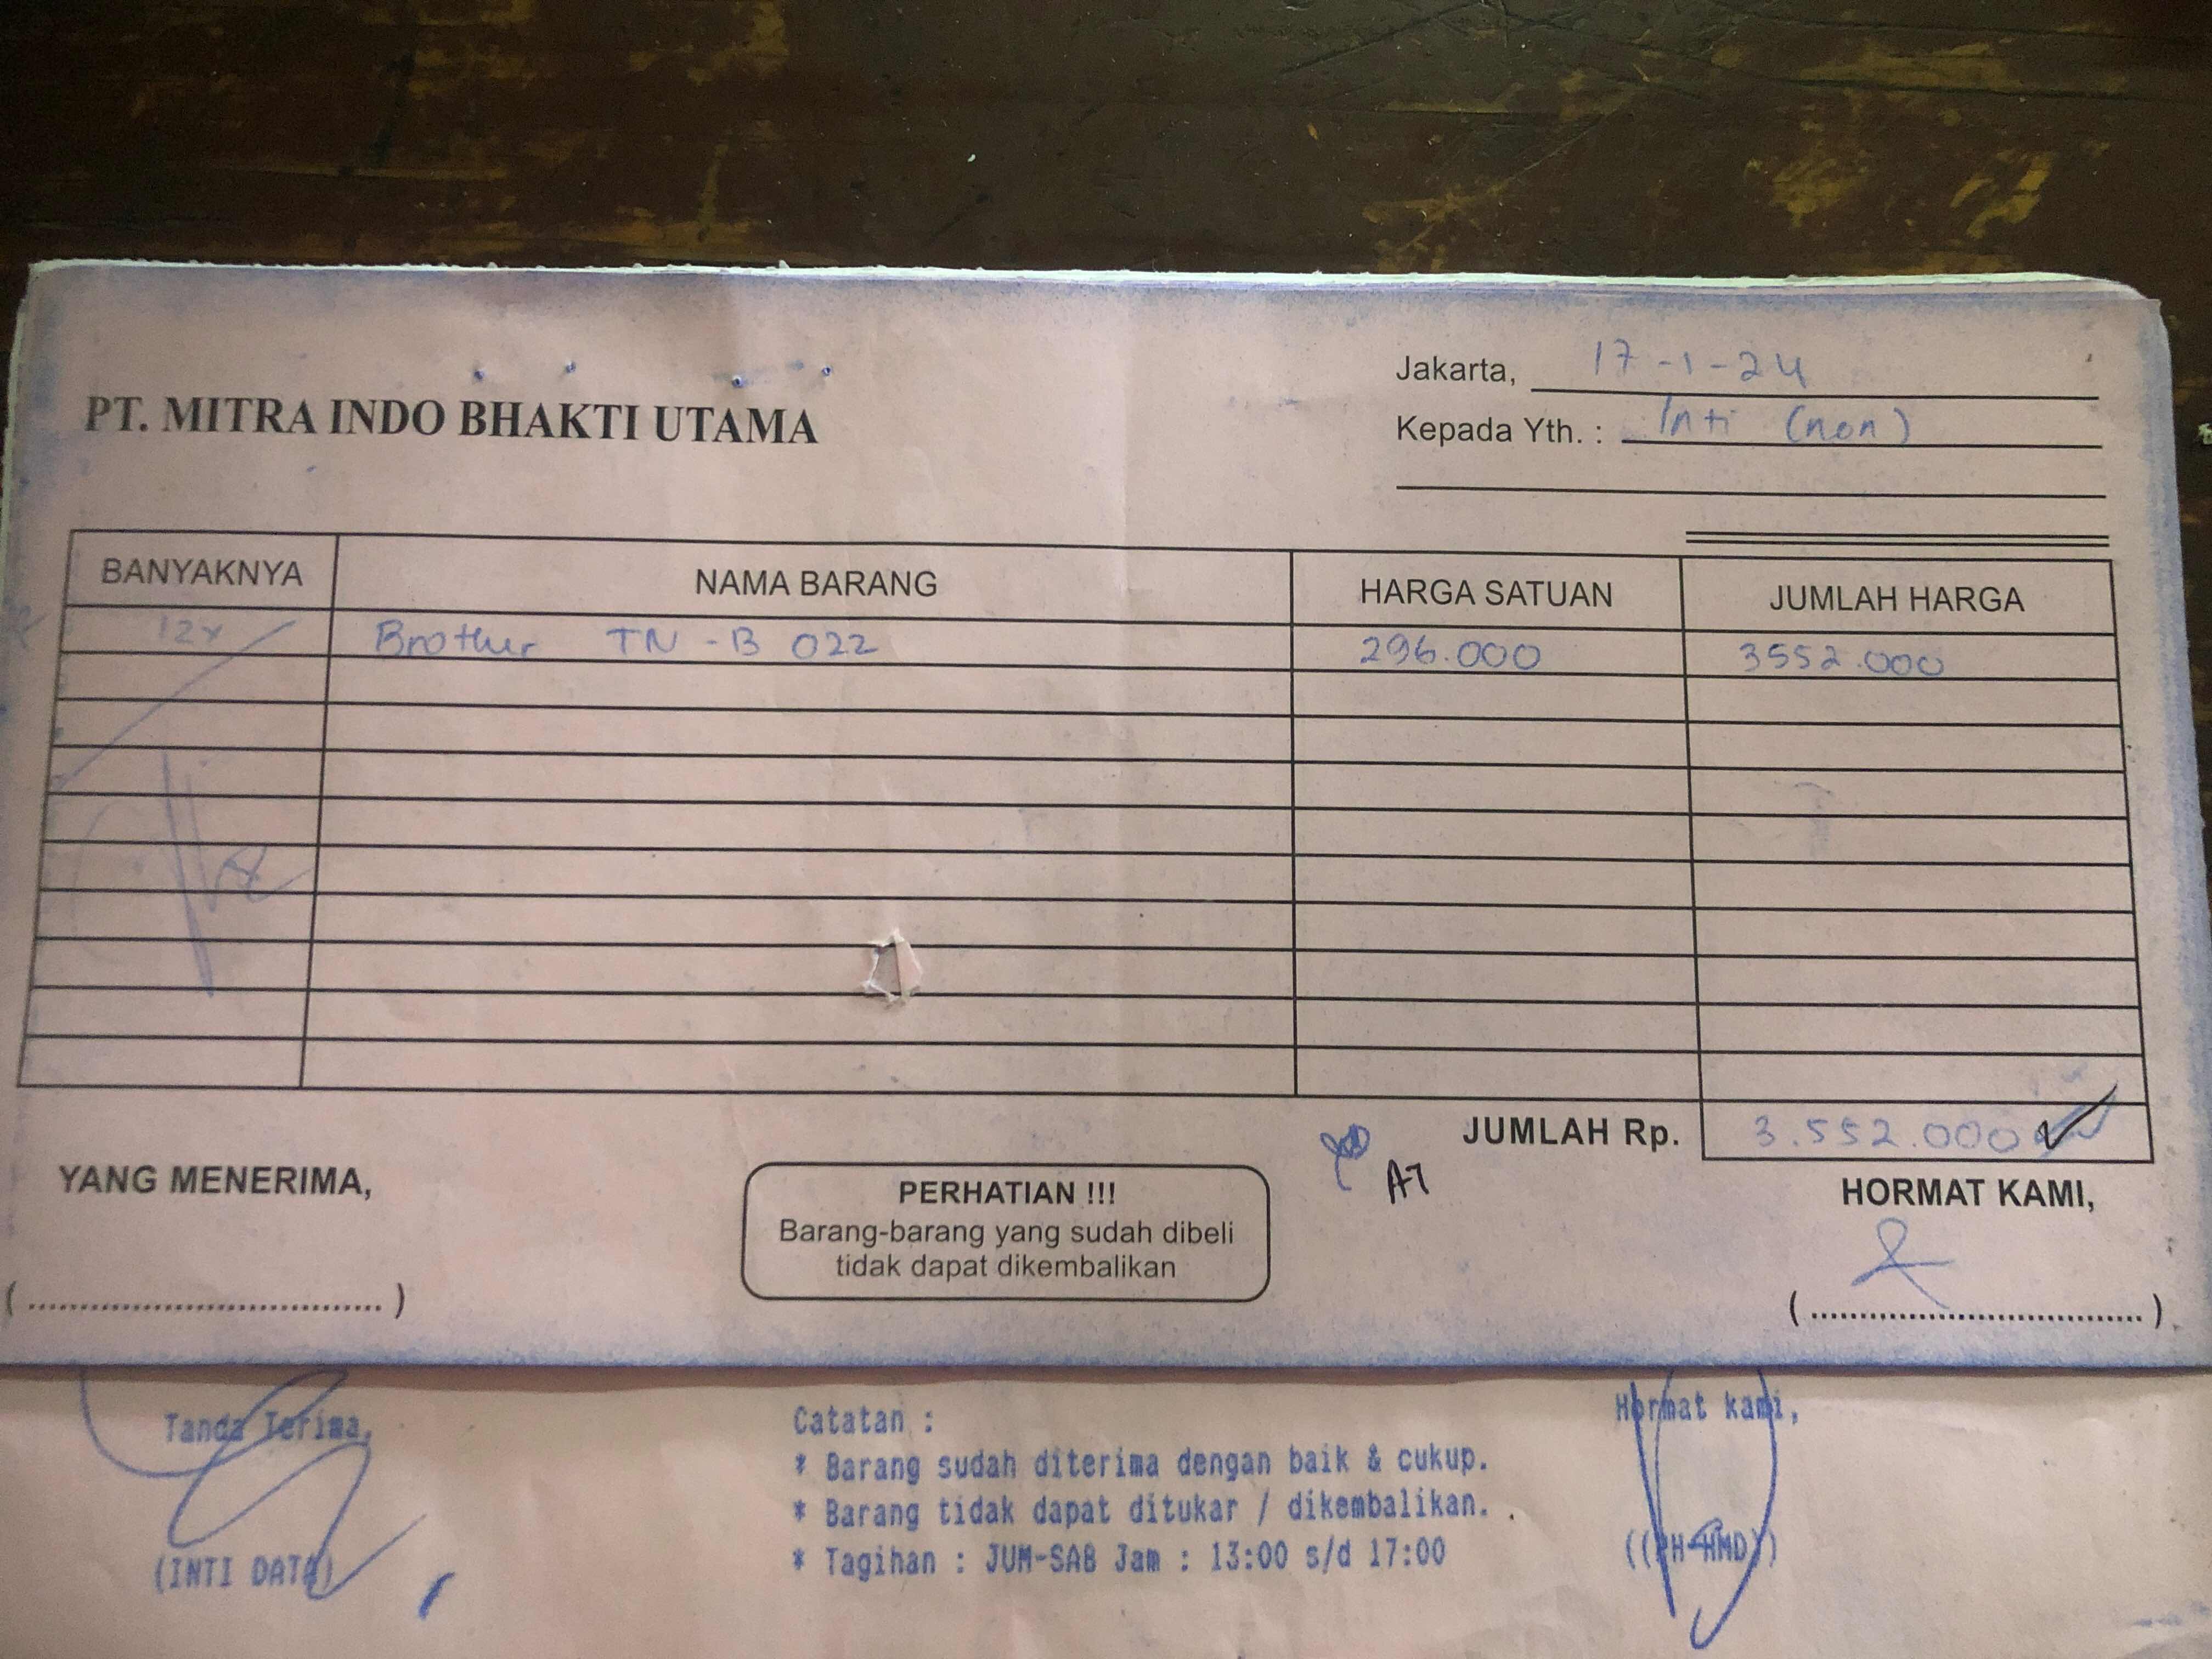 Jakarta, 17-1-24
PT. MITRA INDO BHAKTI UTAMA
Kepada Yth. : Inti (non)
BANYAKNYA NAMA BARANG HARGA SATUAN JUMLAH HARGA
12x Brother TN-B 022 296.000 3552.000
JUMLAH Rp. 3.552.000
A7
YANG MENERIMA,
PERHATIAN !!!
Barang-barang yang sudah dibeli
tidak dapat dikembalikan
HORMAT KAMI,
(..................................)
(..................................)
Tanda Terima,
(INTI DATA)
Catatan :
* Barang sudah diterima dengan baik & cukup.
* Barang tidak dapat ditukar / dikembalikan.
* Tagihan : JUM-SAB Jam : 13:00 s/d 17:00
Hormat kami,